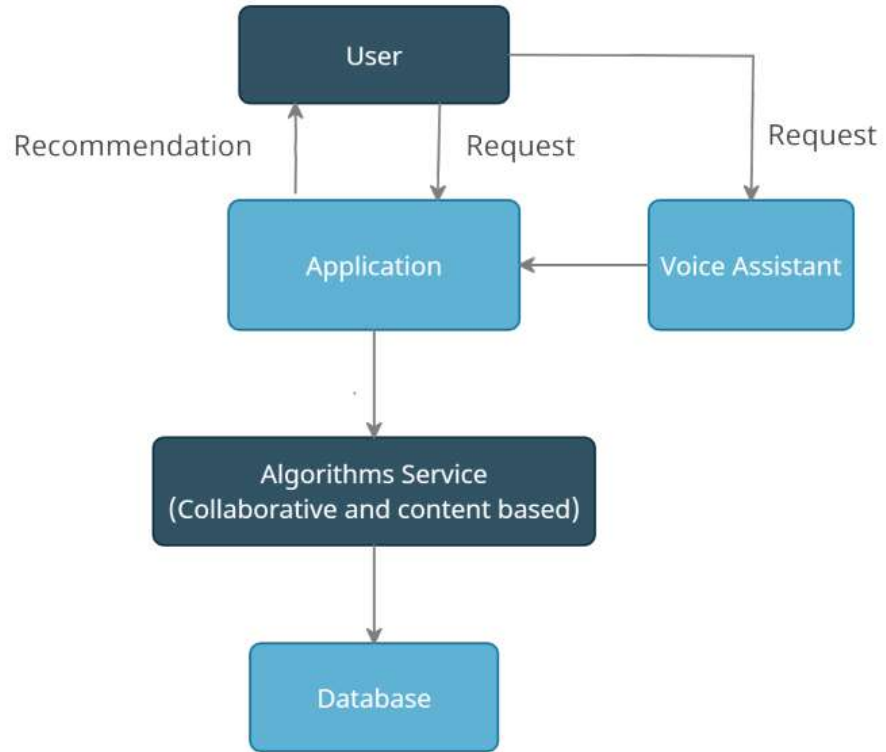 User
Recommendation
Request
Request
Application
Voice Assistant
Algorithms Service
(Collaborative and content based)
Database